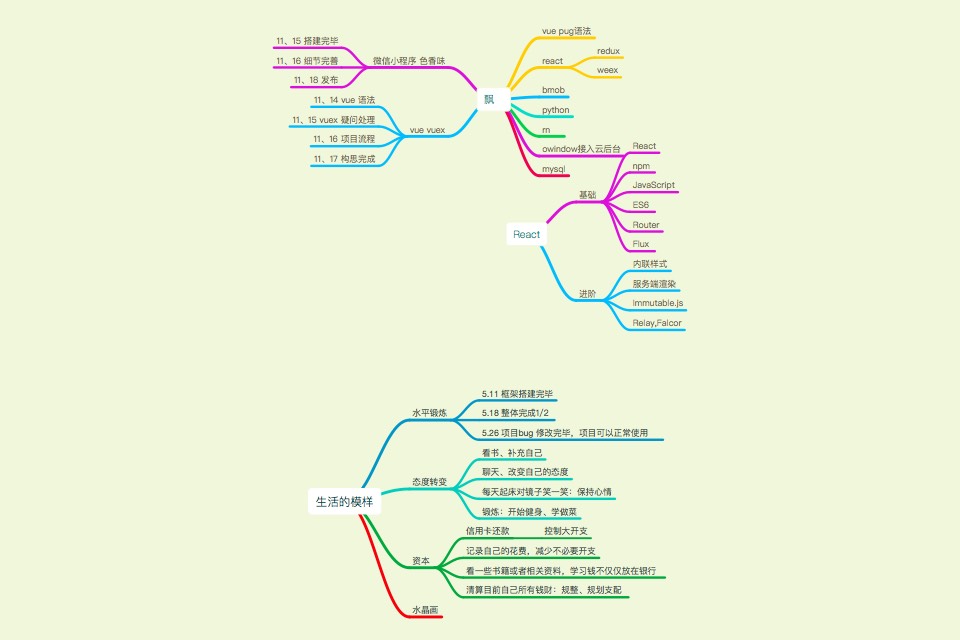 飘
微信小程序 色香味
11、15 搭建完毕
11、16 细节完善
11、18 发布
vue vuex
11、14 vue 语法
11、15 vuex 疑问处理
11、16 项目流程
11、17 构思完成
vue pug语法
react
redux
weex
bmob
python
rn
owindow接入云后台
mysql
React
基础
React
npm
JavaScript
ES6
Router
Flux
进阶
内联样式
服务端渲染
Immutable.js
Relay,Falcor
生活的模样
水平锻炼
5.11 框架搭建完毕
5.18 整体完成1/2
5.26 项目bug 修改完毕，项目可以正常使用
态度转变
看书、补充自己
聊天、改变自己的态度
每天起床对镜子笑一笑：保持心情
锻炼：开始健身、学做菜
资本
信用卡还款 控制大开支
记录自己的花费，减少不必要开支
看一些书籍或者相关资料，学习钱不仅仅放在银行
清算目前自己所有钱财：规整、规划支配
水晶画